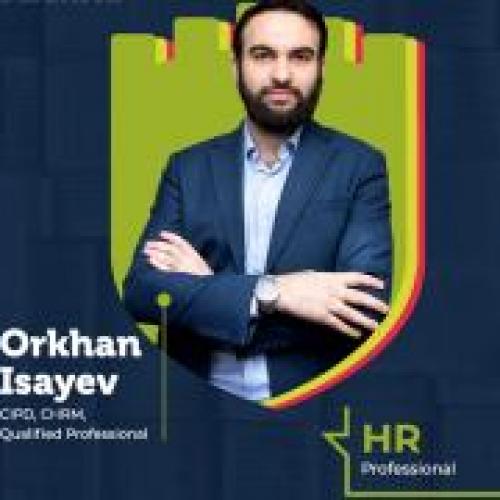 Orkhan
Isayev
CIPD, CHRM,
Qualified Professional
HR
Professional